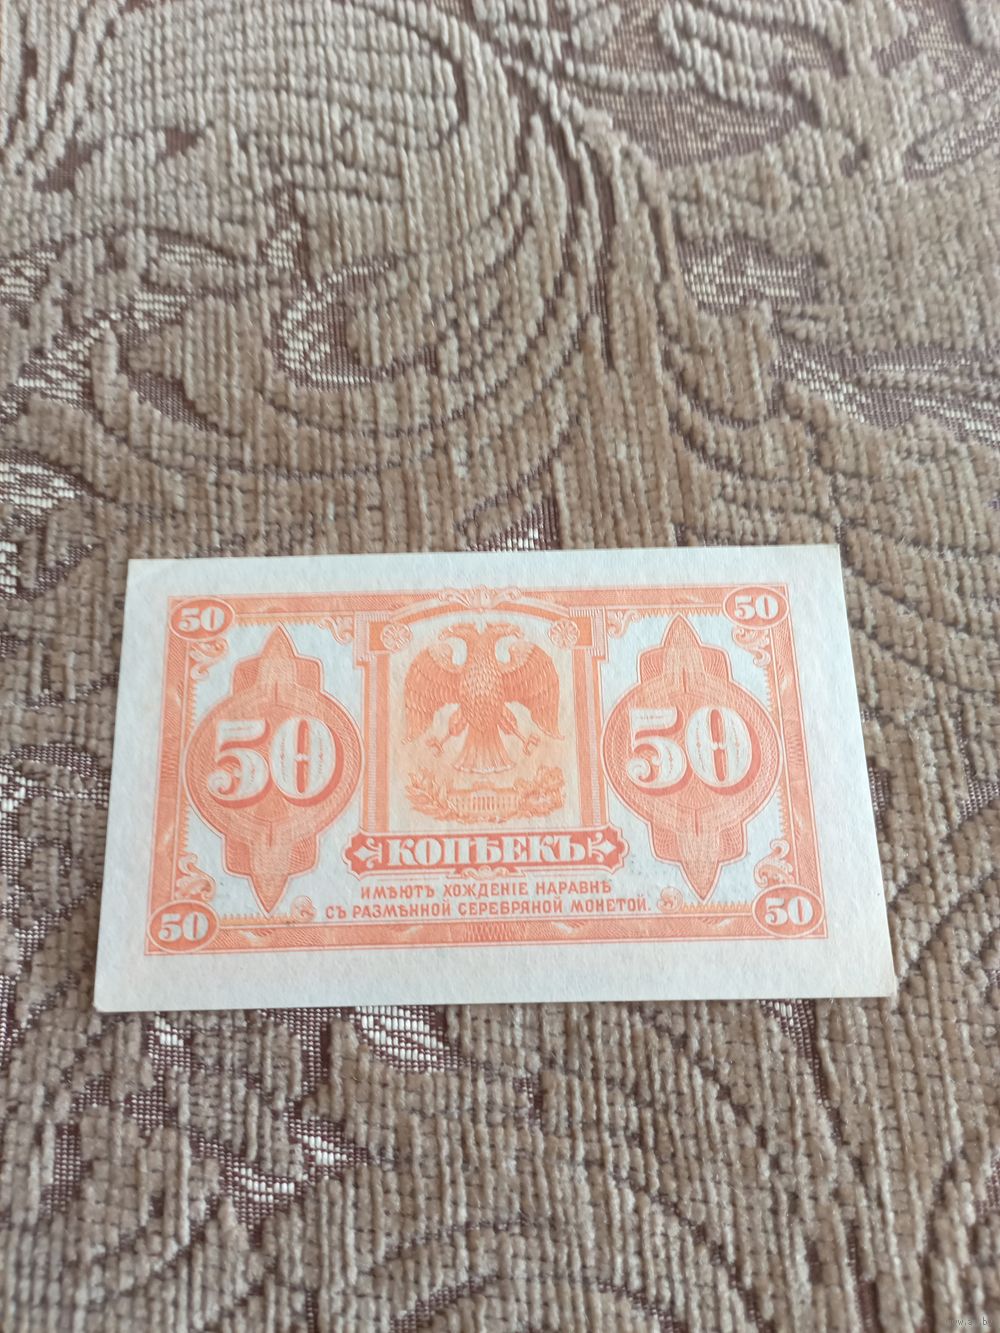 50 50
50 50
КОПѢЕКЪ
ИМѢЮТЪ ХОЖДЕНІЕ НАРАВНѢ
СЪ РАЗМѢННОЙ СЕРЕБРЯНОЙ МОНЕТОЙ.
50 50